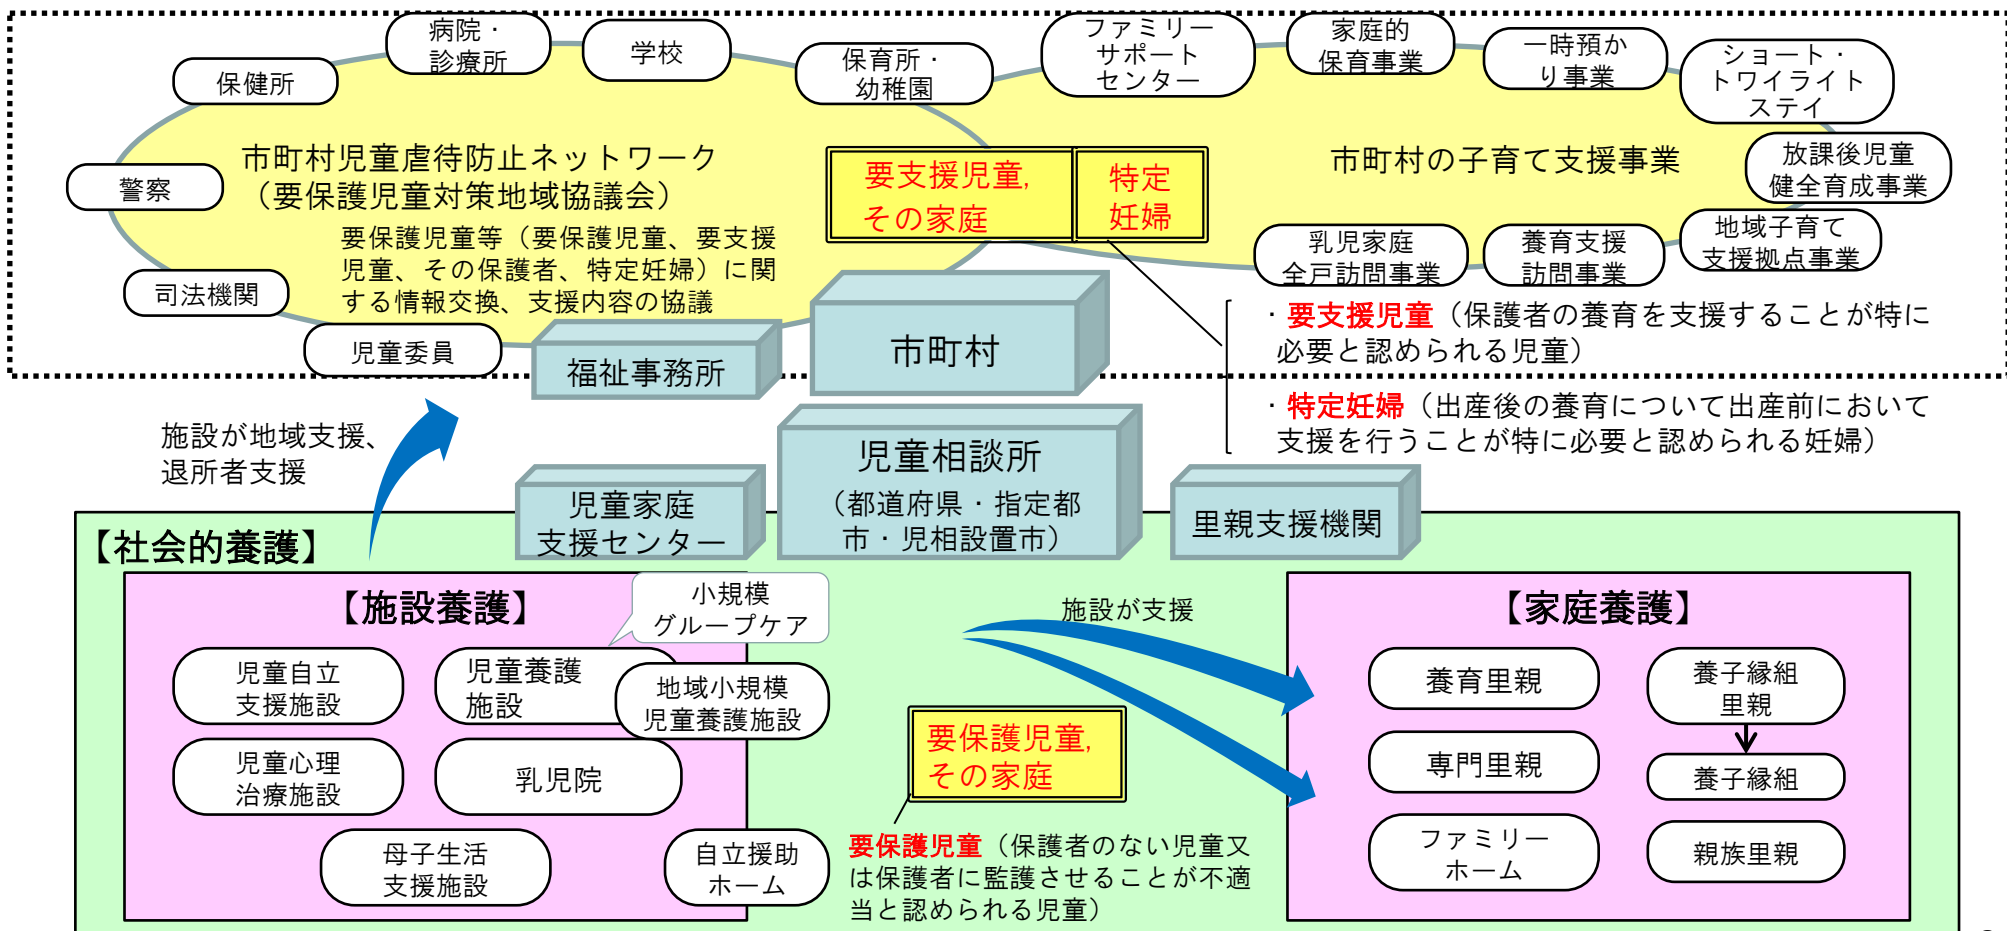 病院・
診療所
学校
保育所・
幼稚園
保健所
警察
司法機関
児童委員
ファミリー
サポート
センター
家庭的
保育事業
一時預か
り事業
ショート・
トワイライト
ステイ
放課後児童
健全育成事業
地域子育て
支援拠点事業
養育支援
訪問事業
乳児家庭
全戸訪問事業
市町村児童虐待防止ネットワーク
（要保護児童対策地域協議会）
要保護児童等（要保護児童、要支援
児童、その保護者、特定妊婦）に関
する情報交換、支援内容の協議
要支援児童,
その家庭
特定
妊婦
市町村の子育て支援事業
福祉事務所
市町村
・要支援児童（保護者の養育を支援することが特に
必要と認められる児童）
・特定妊婦（出産後の養育について出産前において
支援を行うことが特に必要と認められる妊婦）
施設が地域支援、
退所者支援
児童相談所
（都道府県・指定都
市・児相設置市）
児童家庭
支援センター
里親支援機関
【社会的養護】
【施設養護】
小規模
グループケア
児童自立
支援施設
児童養護
施設
地域小規模
児童養護施設
児童心理
治療施設
乳児院
母子生活
支援施設
自立援助
ホーム
施設が支援
要保護児童,
その家庭
要保護児童（保護者のない児童又
は保護者に監護させることが不適
当と認められる児童）
【家庭養護】
養育里親
養子縁組
里親
専門里親
養子縁組
ファミリー
ホーム
親族里親